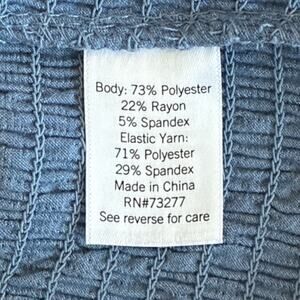 Body: 73% Polyester
22% Rayon
5% Spandex
Elastic Yarn:
71% Polyester
29% Spandex
Made in China
RN#73277
See reverse for care